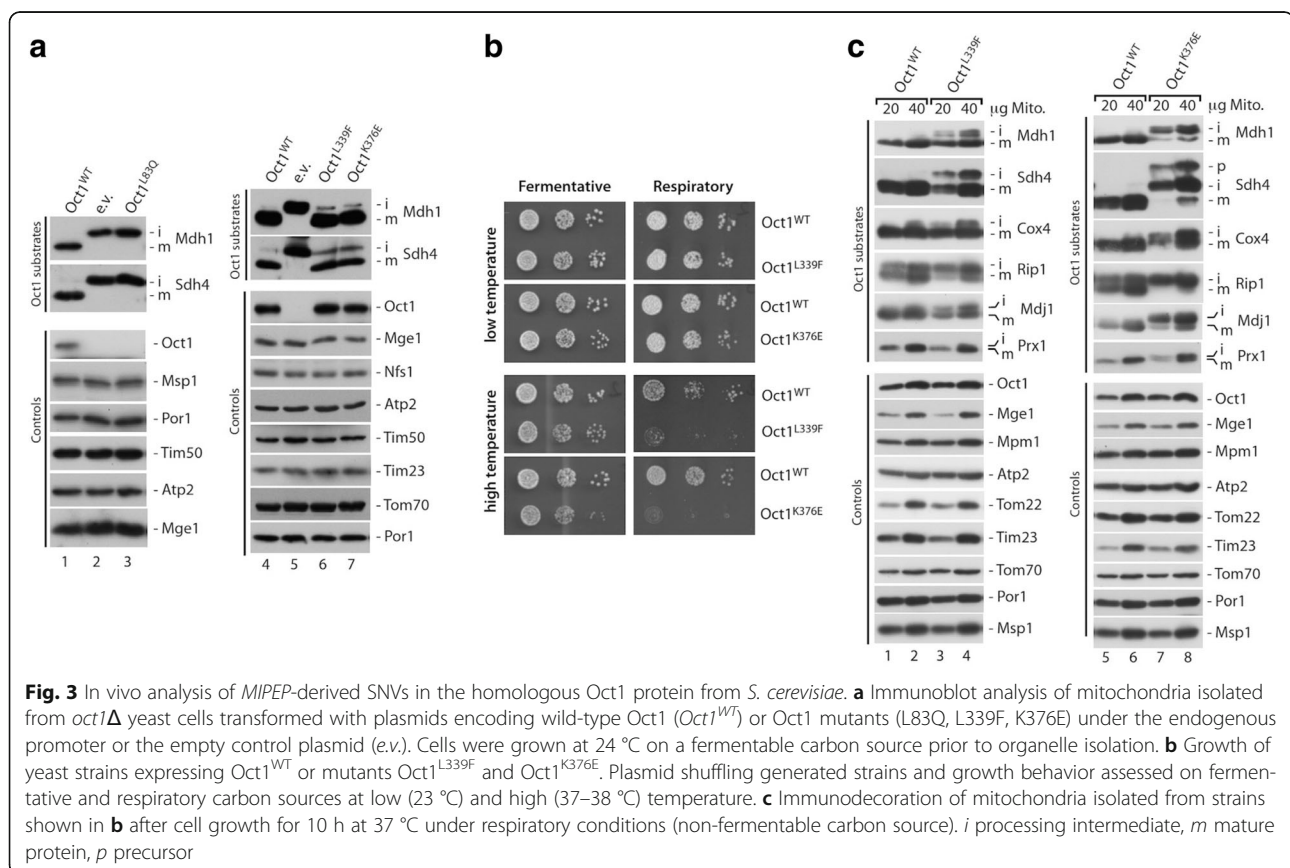 a
Oct1WT
e.v.
Oct1L83Q
Oct1 substrates
- i
- m
Mdh1
- i
- m
Sdh4
Controls
- Oct1
- Msp1
- Por1
- Tim50
- Atp2
- Mge1
1 2 3
Oct1WT
e.v.
Oct1L339F
Oct1K376E
Oct1 substrates
- i
- m
Mdh1
- i
- m
Sdh4
Controls
- Oct1
- Mge1
- Nfs1
- Atp2
- Tim50
- Tim23
- Tom70
- Por1
4 5 6 7
b
Fermentative Respiratory
low temperature
Oct1WT
Oct1L339F
Oct1WT
Oct1K376E
high temperature
Oct1WT
Oct1L339F
Oct1WT
Oct1K376E
c
Oct1WT
Oct1L339F
20 40 20 40 µg Mito.
Oct1 substrates
- i
- m
Mdh1
- i
- m
Sdh4
- i
- m
Cox4
i
m
Rip1
i
m
Mdj1
i
m
Prx1
Controls
- Oct1
- Mge1
- Mpm1
- Atp2
- Tom22
- Tim23
- Tom70
- Por1
- Msp1
1 2 3 4
Oct1WT
Oct1K376E
20 40 20 40 µg Mito.
Oct1 substrates
- i
- m
Mdh1
- p
- i
- m
Sdh4
- i
- m
Cox4
- i
- m
Rip1
i
m
Mdj1
i
m
Prx1
Controls
- Oct1
- Mge1
- Mpm1
- Atp2
- Tom22
- Tim23
- Tom70
- Por1
- Msp1
5 6 7 8
Fig. 3 In vivo analysis of MIPEP-derived SNVs in the homologous Oct1 protein from S. cerevisiae. a Immunoblot analysis of mitochondria isolated
from oct1Δ yeast cells transformed with plasmids encoding wild-type Oct1 (Oct1WT) or Oct1 mutants (L83Q, L339F, K376E) under the endogenous
promoter or the empty control plasmid (e.v.). Cells were grown at 24 °C on a fermentable carbon source prior to organelle isolation. b Growth of
yeast strains expressing Oct1WT or mutants Oct1L339F and Oct1K376E. Plasmid shuffling generated strains and growth behavior assessed on fermen-
tative and respiratory carbon sources at low (23 °C) and high (37–38 °C) temperature. c Immunodecoration of mitochondria isolated from strains
shown in b after cell growth for 10 h at 37 °C under respiratory conditions (non-fermentable carbon source). i processing intermediate, m mature
protein, p precursor